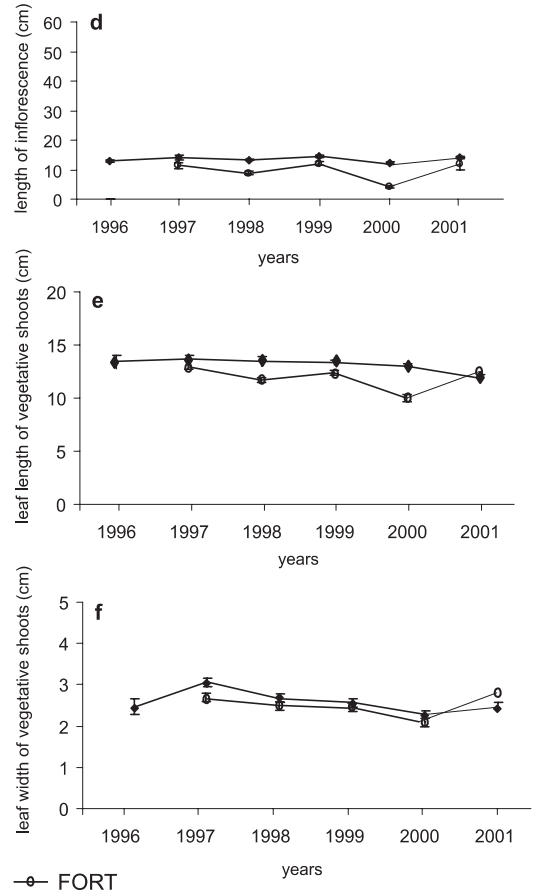 d
length of inflorescence (cm)
60
50
40
30
20
10
0
1996 1997 1998 1999 2000 2001
years
e
leaf length of vegetative shoots (cm)
20
15
10
5
0
1996 1997 1998 1999 2000 2001
years
f
leaf width of vegetative shoots (cm)
5
4
3
2
1
0
1996 1997 1998 1999 2000 2001
years
FORT